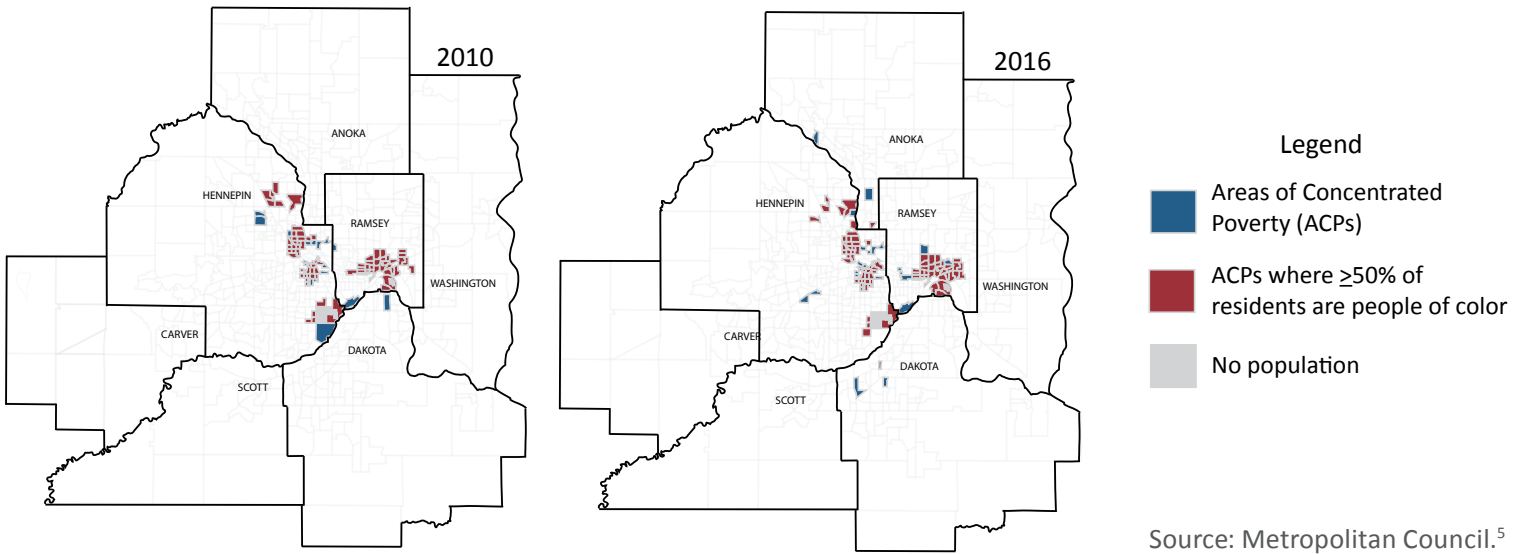 2010
ANOKA
HENNEPIN
RAMSEY
WASHINGTON
CARVER
DAKOTA
SCOTT
2016
ANOKA
HENNEPIN
RAMSEY
WASHINGTON
CARVER
DAKOTA
SCOTT
Legend
Areas of Concentrated
Poverty (ACPs)
ACPs where ≥50% of
residents are people of color
No population
Source: Metropolitan Council.⁵